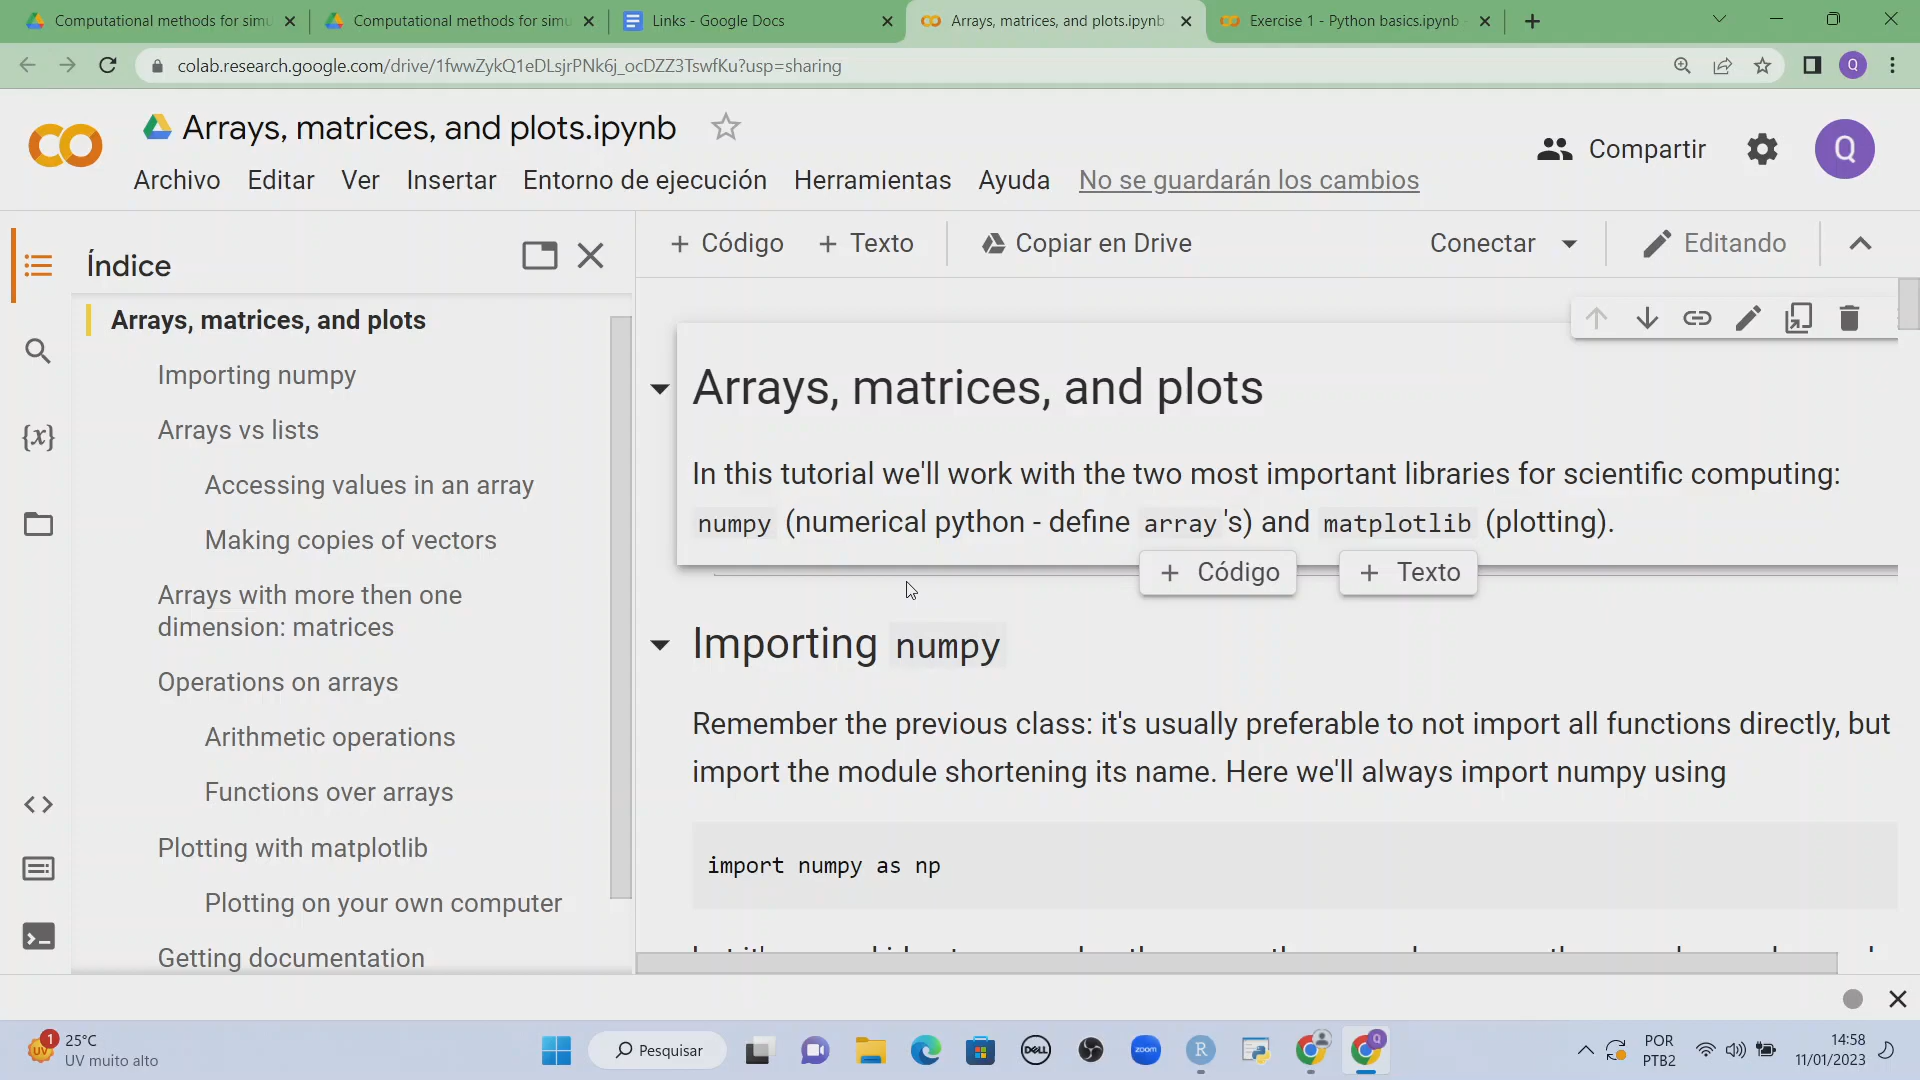 Computational methods for simu
Computational methods for simu
Links - Google Docs
Arrays, matrices, and plots.ipynb
Exercise 1 - Python basics.ipynb
colab.research.google.com/drive/1fwwZykQ1eDLsjrPNk6j_ocDZZ3TswfKu?usp=sharing
Q
Arrays, matrices, and plots.ipynb
Archivo Editar Ver Insertar Entorno de ejecución Herramientas Ayuda No se guardarán los cambios
Compartir
Q
+ Código + Texto Copiar en Drive
Conectar
Editando
Índice
Arrays, matrices, and plots
Importing numpy
Arrays vs lists
Accessing values in an array
Making copies of vectors
Arrays with more then one
dimension: matrices
Operations on arrays
Arithmetic operations
Functions over arrays
Plotting with matplotlib
Plotting on your own computer
Getting documentation
{x}
Arrays, matrices, and plots
In this tutorial we'll work with the two most important libraries for scientific computing:
numpy (numerical python - define array's) and matplotlib (plotting).
+ Código + Texto
Importing numpy
Remember the previous class: it's usually preferable to not import all functions directly, but
import the module shortening its name. Here we'll always import numpy using
import numpy as np
1
UV
25°C
UV muito alto
Pesquisar
DELL
zoom
R
Q
POR
PTB2
14:58
11/01/2023